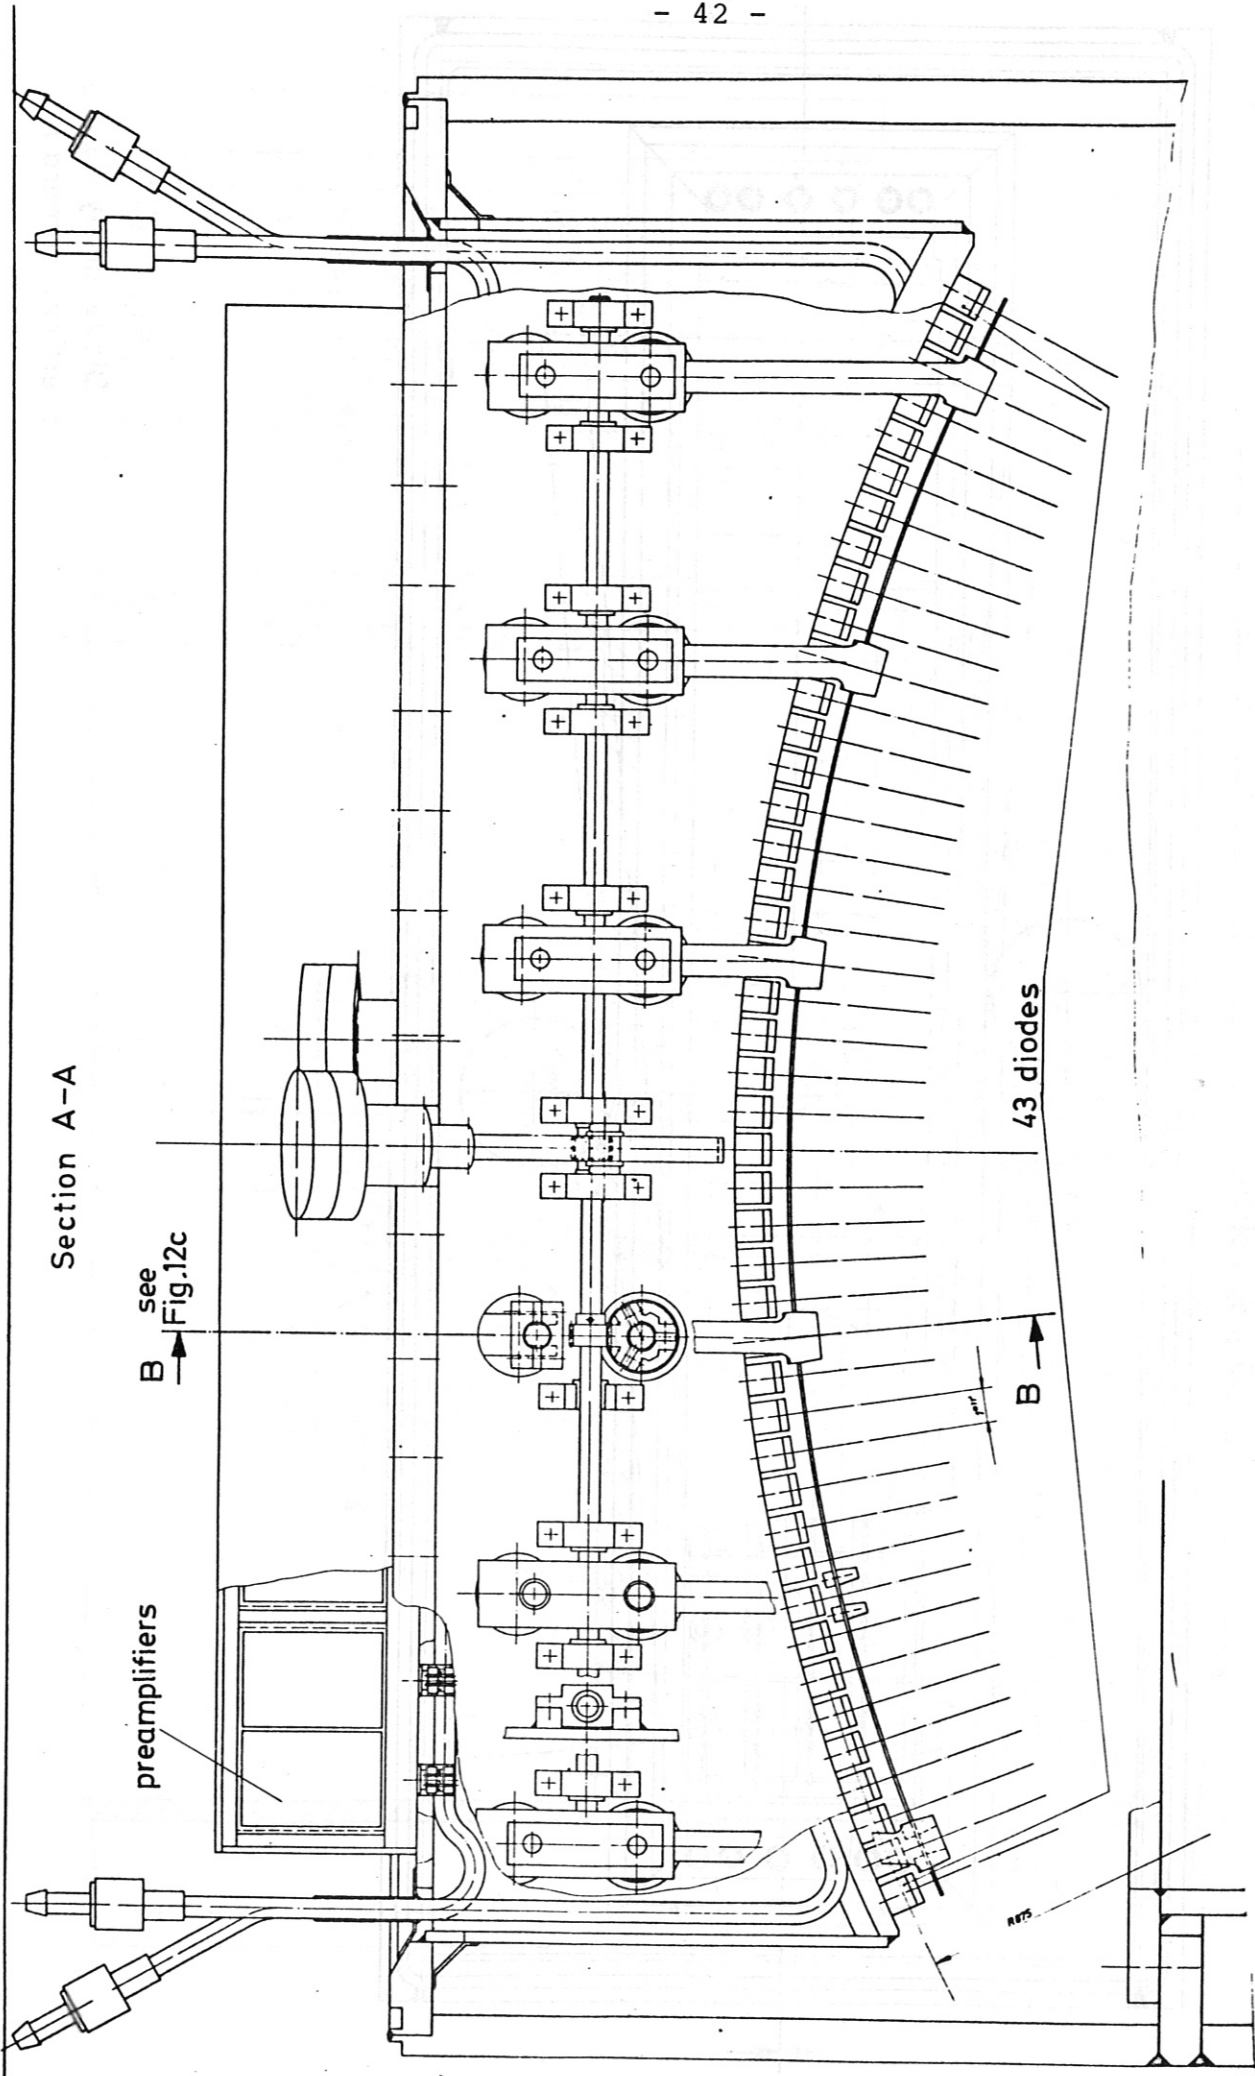 - 42 -
Section A-A
B see
Fig.12c
preamplifiers
43 diodes
B
R875